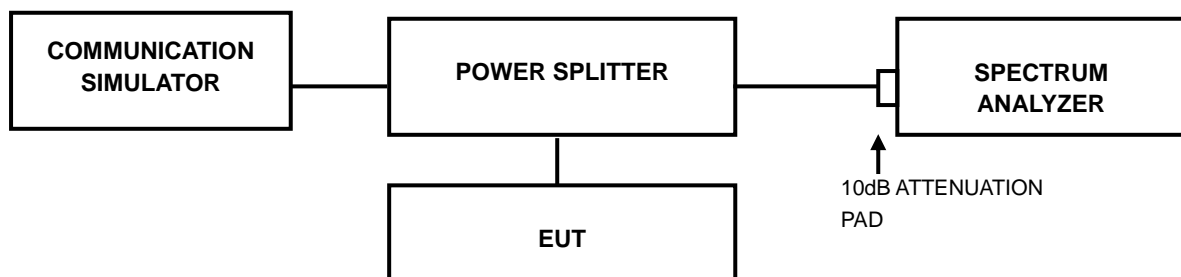 COMMUNICATION
SIMULATOR
POWER SPLITTER
SPECTRUM
ANALYZER
10dB ATTENUATION
PAD
EUT